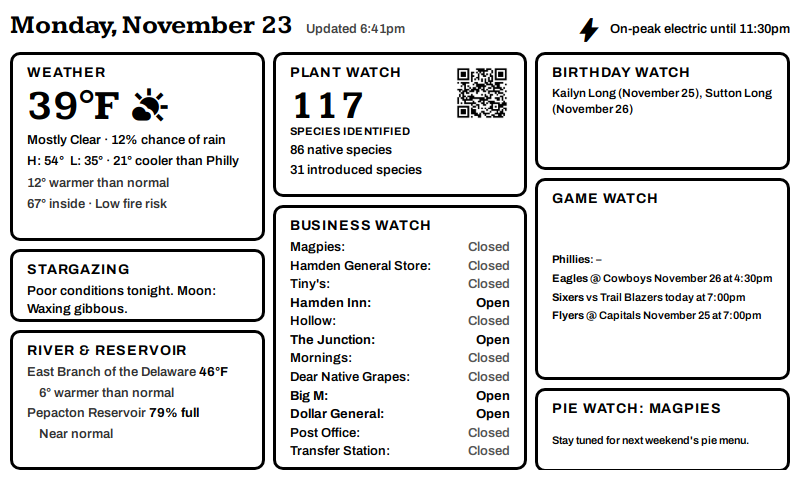 Monday, November 23 Updated 6:41pm
On-peak electric until 11:30pm
WEATHER
39°F
Mostly Clear · 12% chance of rain
H: 54° L: 35° · 21° cooler than Philly
12° warmer than normal
67° inside · Low fire risk
STARGAZING
Poor conditions tonight. Moon:
Waxing gibbous.
RIVER & RESERVOIR
East Branch of the Delaware 46°F
6° warmer than normal
Pepacton Reservoir 79% full
Near normal
PLANT WATCH
117
SPECIES IDENTIFIED
86 native species
31 introduced species
BUSINESS WATCH
Magpies: Closed
Hamden General Store: Closed
Tiny's: Closed
Hamden Inn: Open
Hollow: Closed
The Junction: Open
Mornings: Closed
Dear Native Grapes: Closed
Big M: Open
Dollar General: Open
Post Office: Closed
Transfer Station: Closed
BIRTHDAY WATCH
Kailyn Long (November 25), Sutton Long
(November 26)
GAME WATCH
Phillies: –
Eagles @ Cowboys November 26 at 4:30pm
Sixers vs Trail Blazers today at 7:00pm
Flyers @ Capitals November 25 at 7:00pm
PIE WATCH: MAGPIES
Stay tuned for next weekend's pie menu.